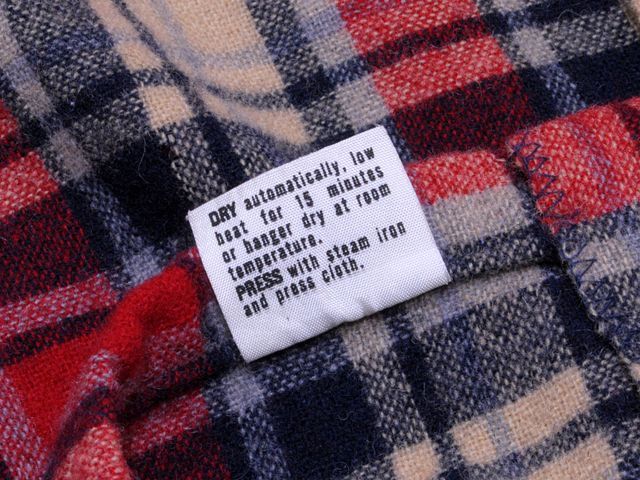 DRY automatically, low
heat for 15 minutes
or hanger dry at room
temperature.
PRESS with steam iron
and press cloth.